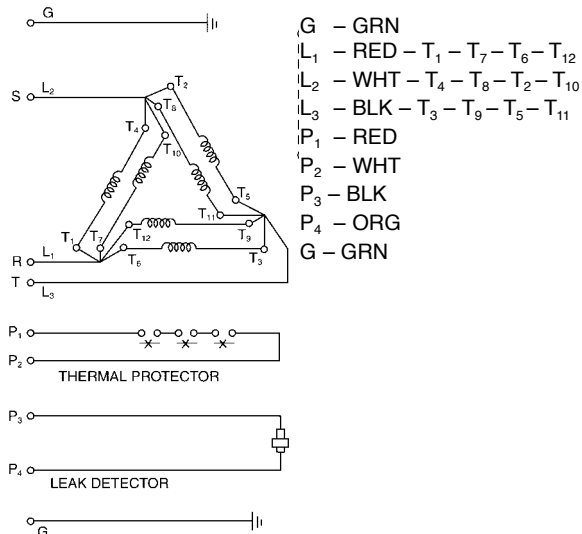 G
G – GRN
L₁ – RED – T₁ – T₇ – T₆ – T₁₂
L₂ – WHT – T₄ – T₈ – T₂ – T₁₀
L₃ – BLK – T₃ – T₉ – T₅ – T₁₁
P₁ – RED
P₂ – WHT
P₃ – BLK
P₄ – ORG
G – GRN
T₂
S L₂
T₈
T₄
T₁₀
T₅
T₁₁
T₁ T₇ T₁₂ T₉
R L₁
T₆ T₃
T L₃
P₁
P₂
THERMAL PROTECTOR
P₃
P₄
LEAK DETECTOR
G